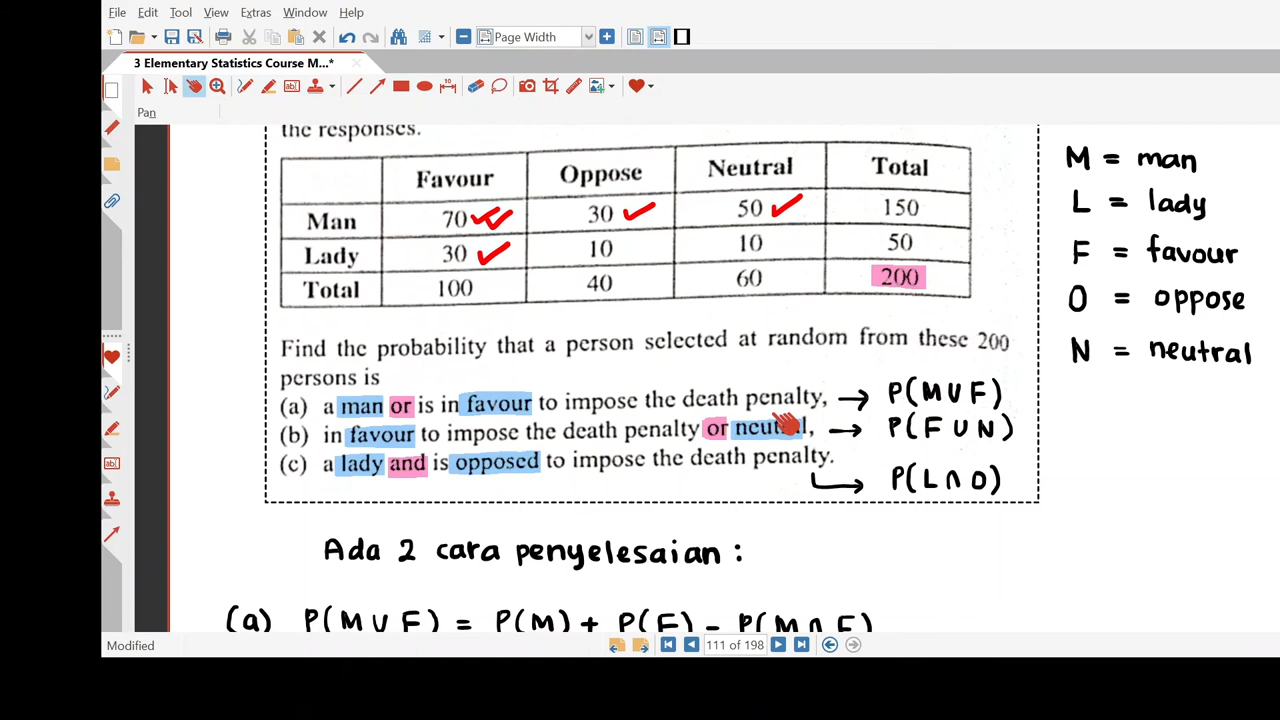 File Edit Tool View Extras Window Help
Page Width
3 Elementary Statistics Course M...*
Pan
the responses.
Favour Oppose Neutral Total
Man 70 30 50 150
Lady 30 10 10 50
Total 100 40 60 200
Find the probability that a person selected at random from these 200
persons is
(a) a man or is in favour to impose the death penalty, → P(M∪F)
(b) in favour to impose the death penalty or neutral, → P(F∪N)
(c) a lady and is opposed to impose the death penalty. → P(L∩O)
M = man
L = lady
F = favour
O = oppose
N = neutral
Ada 2 cara penyelesaian :
(a) P(M∪F) = P(M) + P(F) - P(M∩F)
Modified
111 of 198